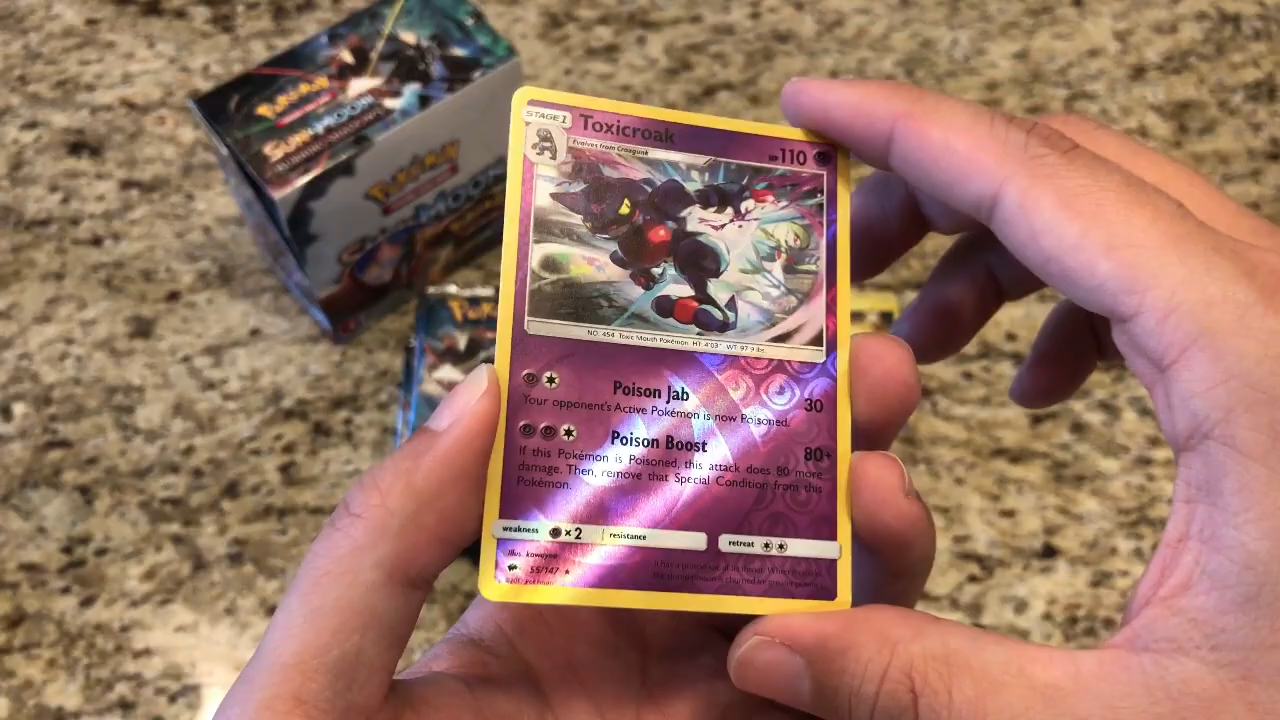 Pokémon
SUN & MOON
BURNING SHADOWS
Pokémon
STAGE 1
Toxicroak
Evolves from Croagunk
HP 110
NO. 454 Toxic Mouth Pokémon HT: 4'03" WT: 97.9 lbs.
Poison Jab 30
Your opponent's Active Pokémon is now Poisoned.
Poison Boost 80+
If this Pokémon is Poisoned, this attack does 80 more
damage. Then, remove that Special Condition from this
Pokémon.
weakness ×2 resistance retreat
Illus. kawayoo
55/147 ★